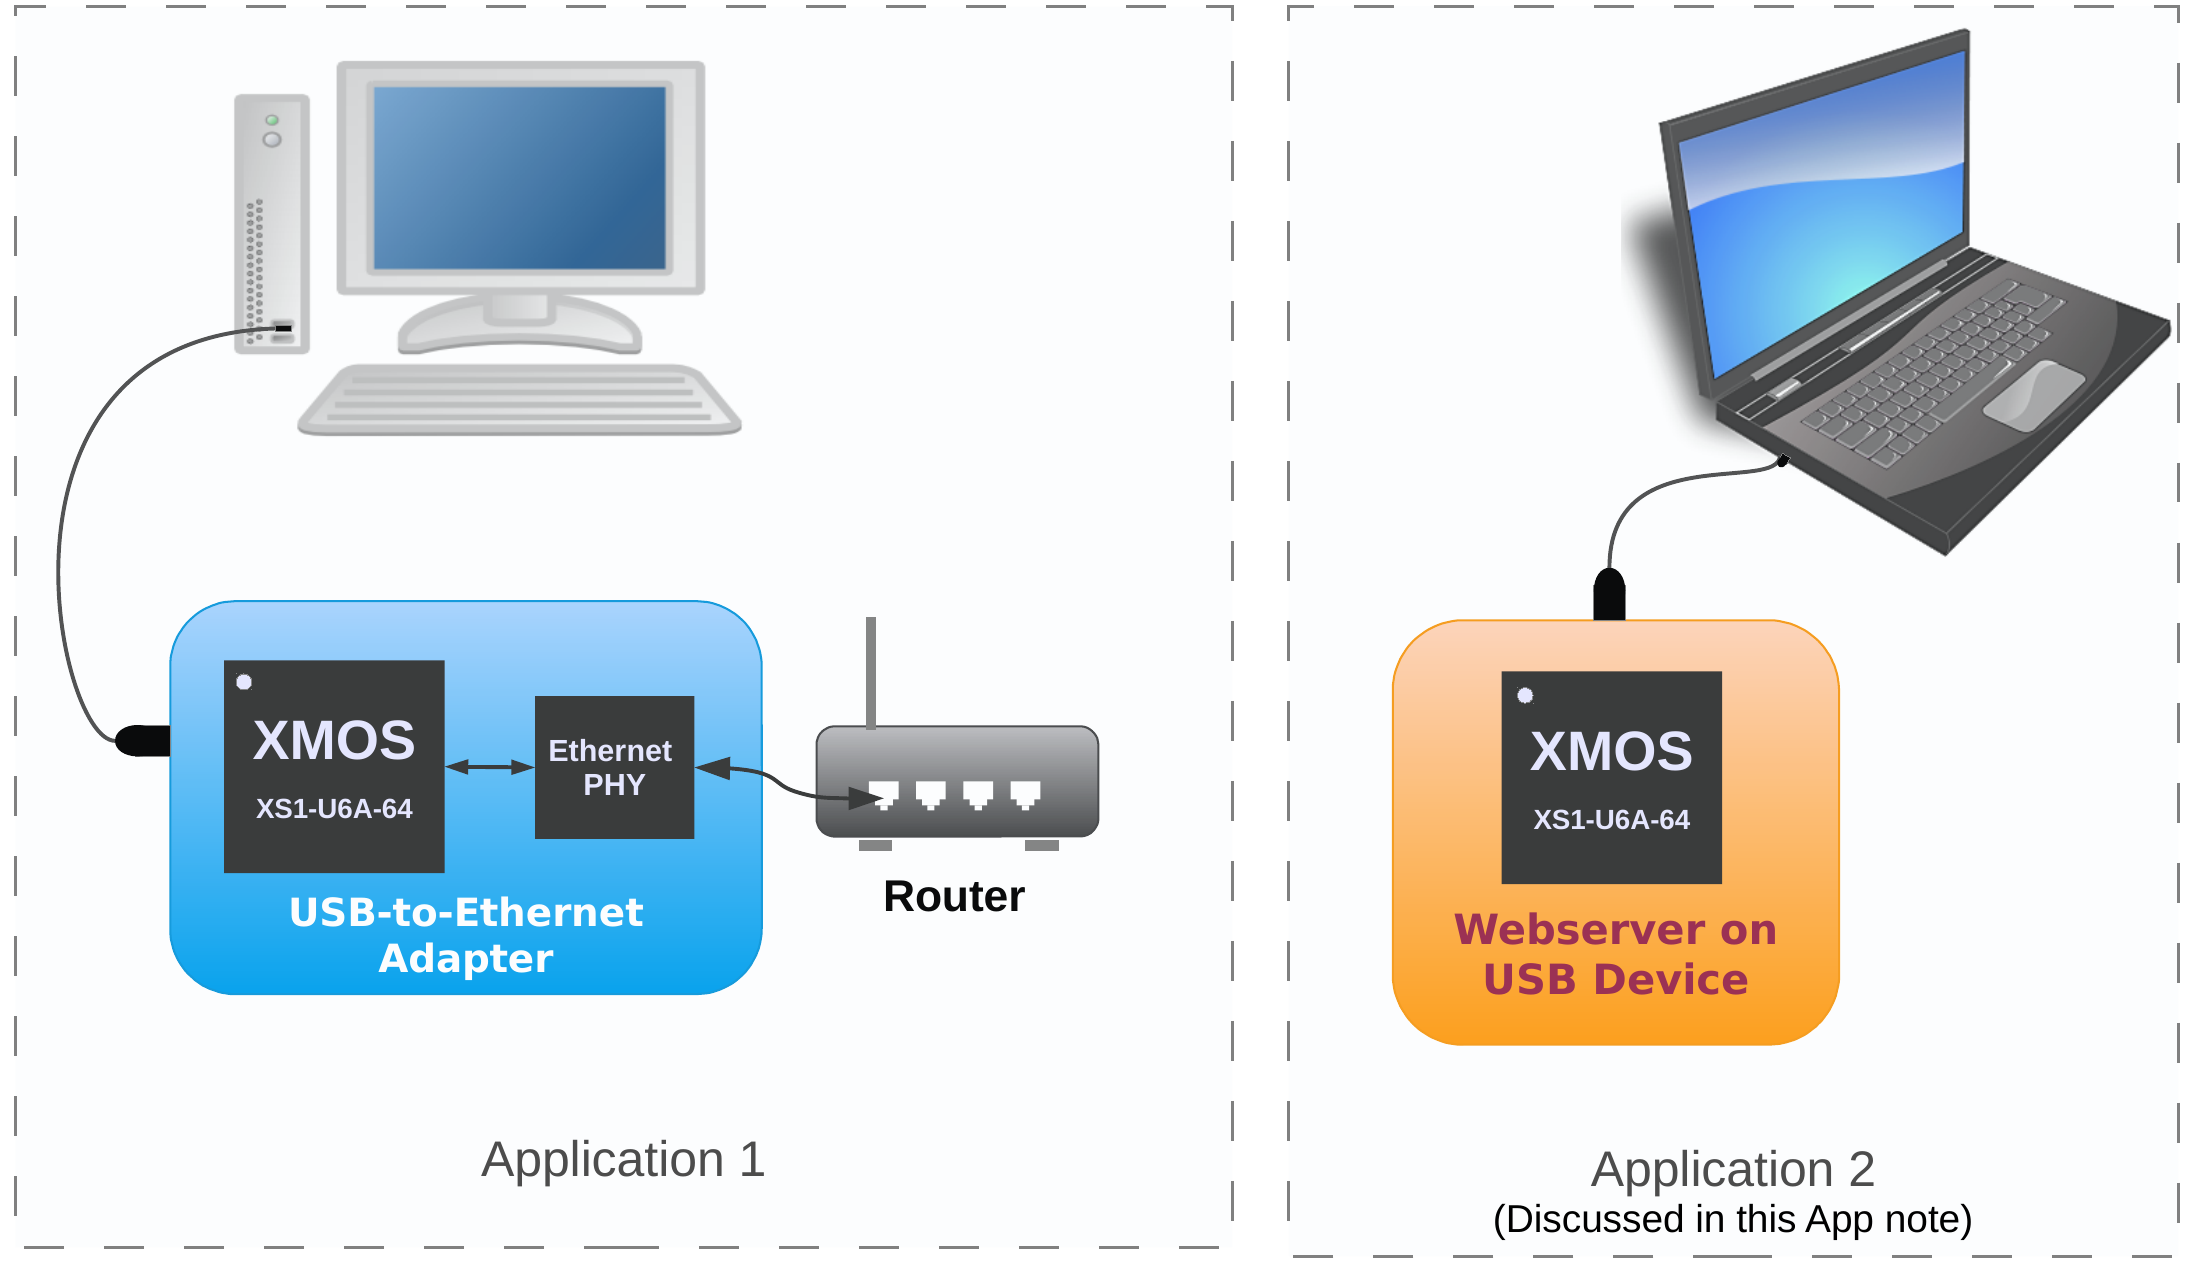 XMOS
XS1-U6A-64
Ethernet
PHY
USB-to-Ethernet
Adapter
Router
Application 1
XMOS
XS1-U6A-64
Webserver on
USB Device
Application 2
(Discussed in this App note)